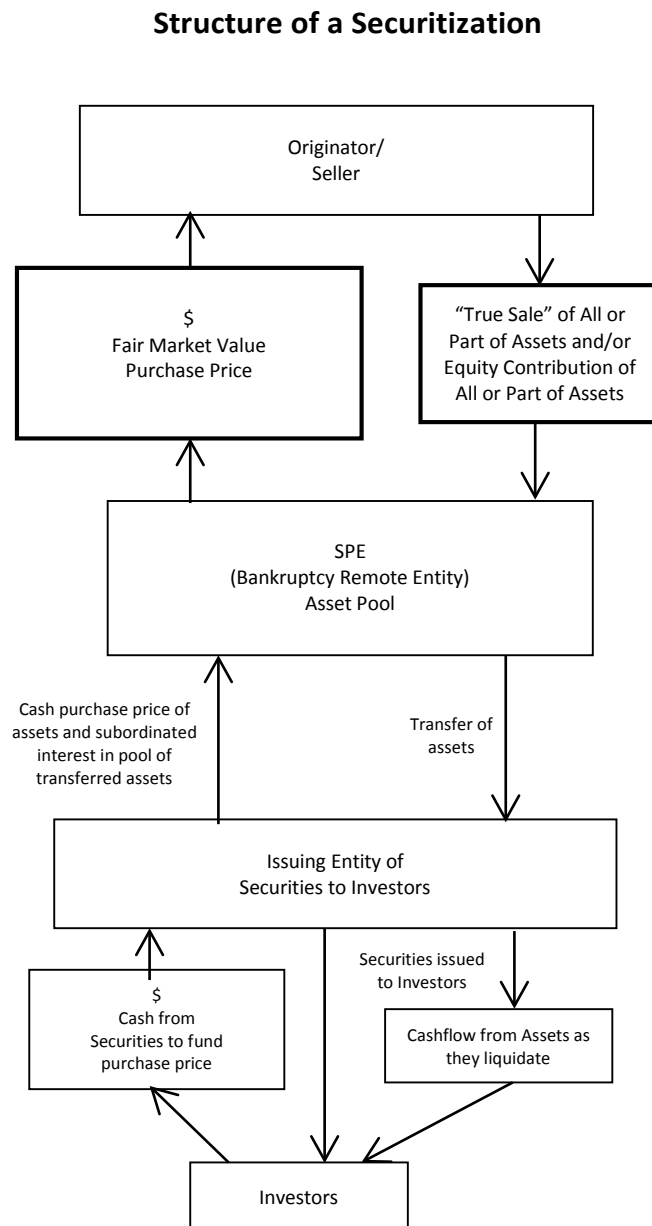 Structure of a Securitization
Originator/
Seller
$
Fair Market Value
Purchase Price
“True Sale” of All or
Part of Assets and/or
Equity Contribution of
All or Part of Assets
SPE
(Bankruptcy Remote Entity)
Asset Pool
Cash purchase price of
assets and subordinated
interest in pool of
transferred assets
Transfer of
assets
Issuing Entity of
Securities to Investors
Securities issued
to Investors
$
Cash from
Securities to fund
purchase price
Cashflow from Assets as
they liquidate
Investors